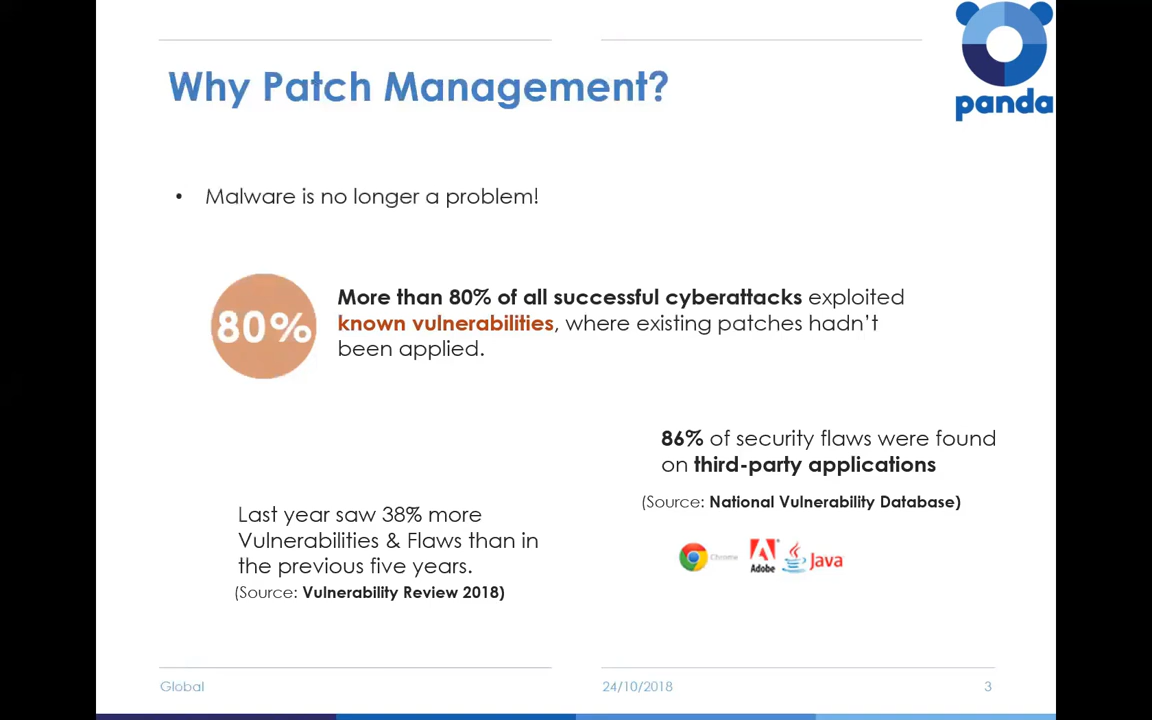 panda
Why Patch Management?
• Malware is no longer a problem!
80%
More than 80% of all successful cyberattacks exploited
known vulnerabilities, where existing patches hadn't
been applied.
86% of security flaws were found
on third-party applications
(Source: National Vulnerability Database)
Chrome
Adobe
Java
Last year saw 38% more
Vulnerabilities & Flaws than in
the previous five years.
(Source: Vulnerability Review 2018)
Global
24/10/2018
3